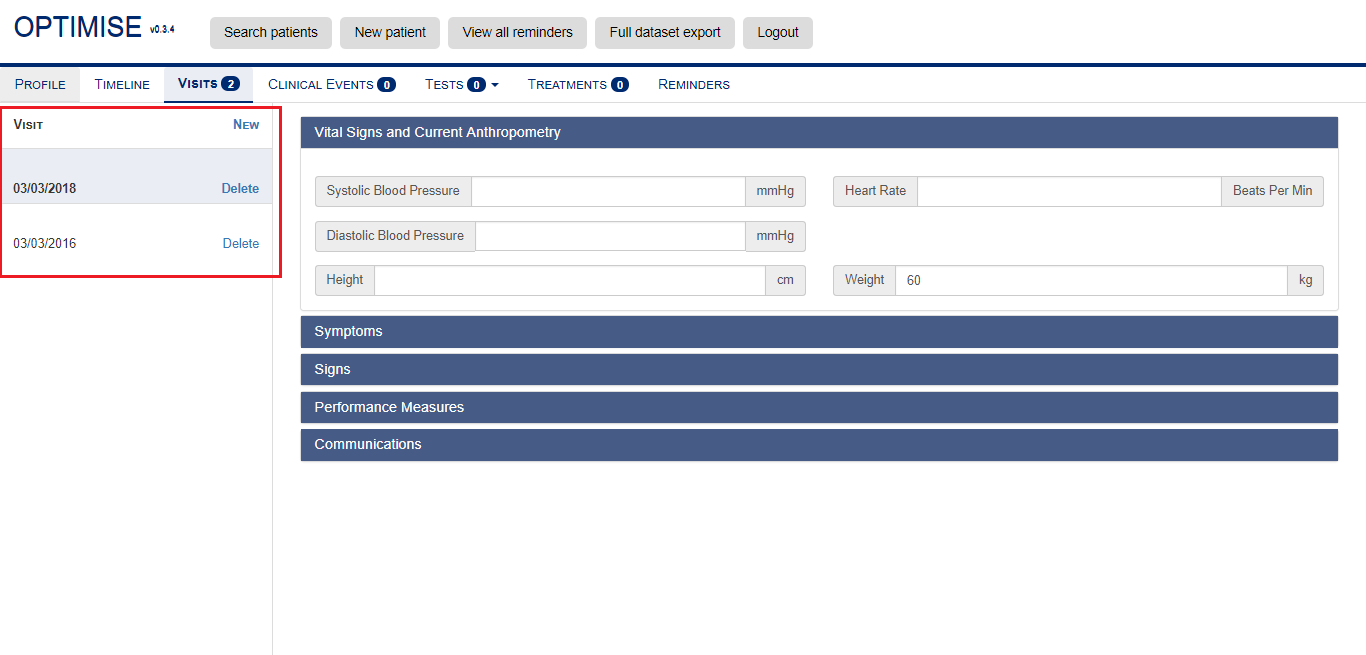 OPTIMISE v0.3.4
Search patients New patient View all reminders Full dataset export Logout
PROFILE TIMELINE VISITS 2 CLINICAL EVENTS 0 TESTS 0 TREATMENTS 0 REMINDERS
VISIT NEW
03/03/2018 Delete
03/03/2016 Delete
Vital Signs and Current Anthropometry
Systolic Blood Pressure mmHg Heart Rate Beats Per Min
Diastolic Blood Pressure mmHg
Height cm Weight 60 kg
Symptoms
Signs
Performance Measures
Communications